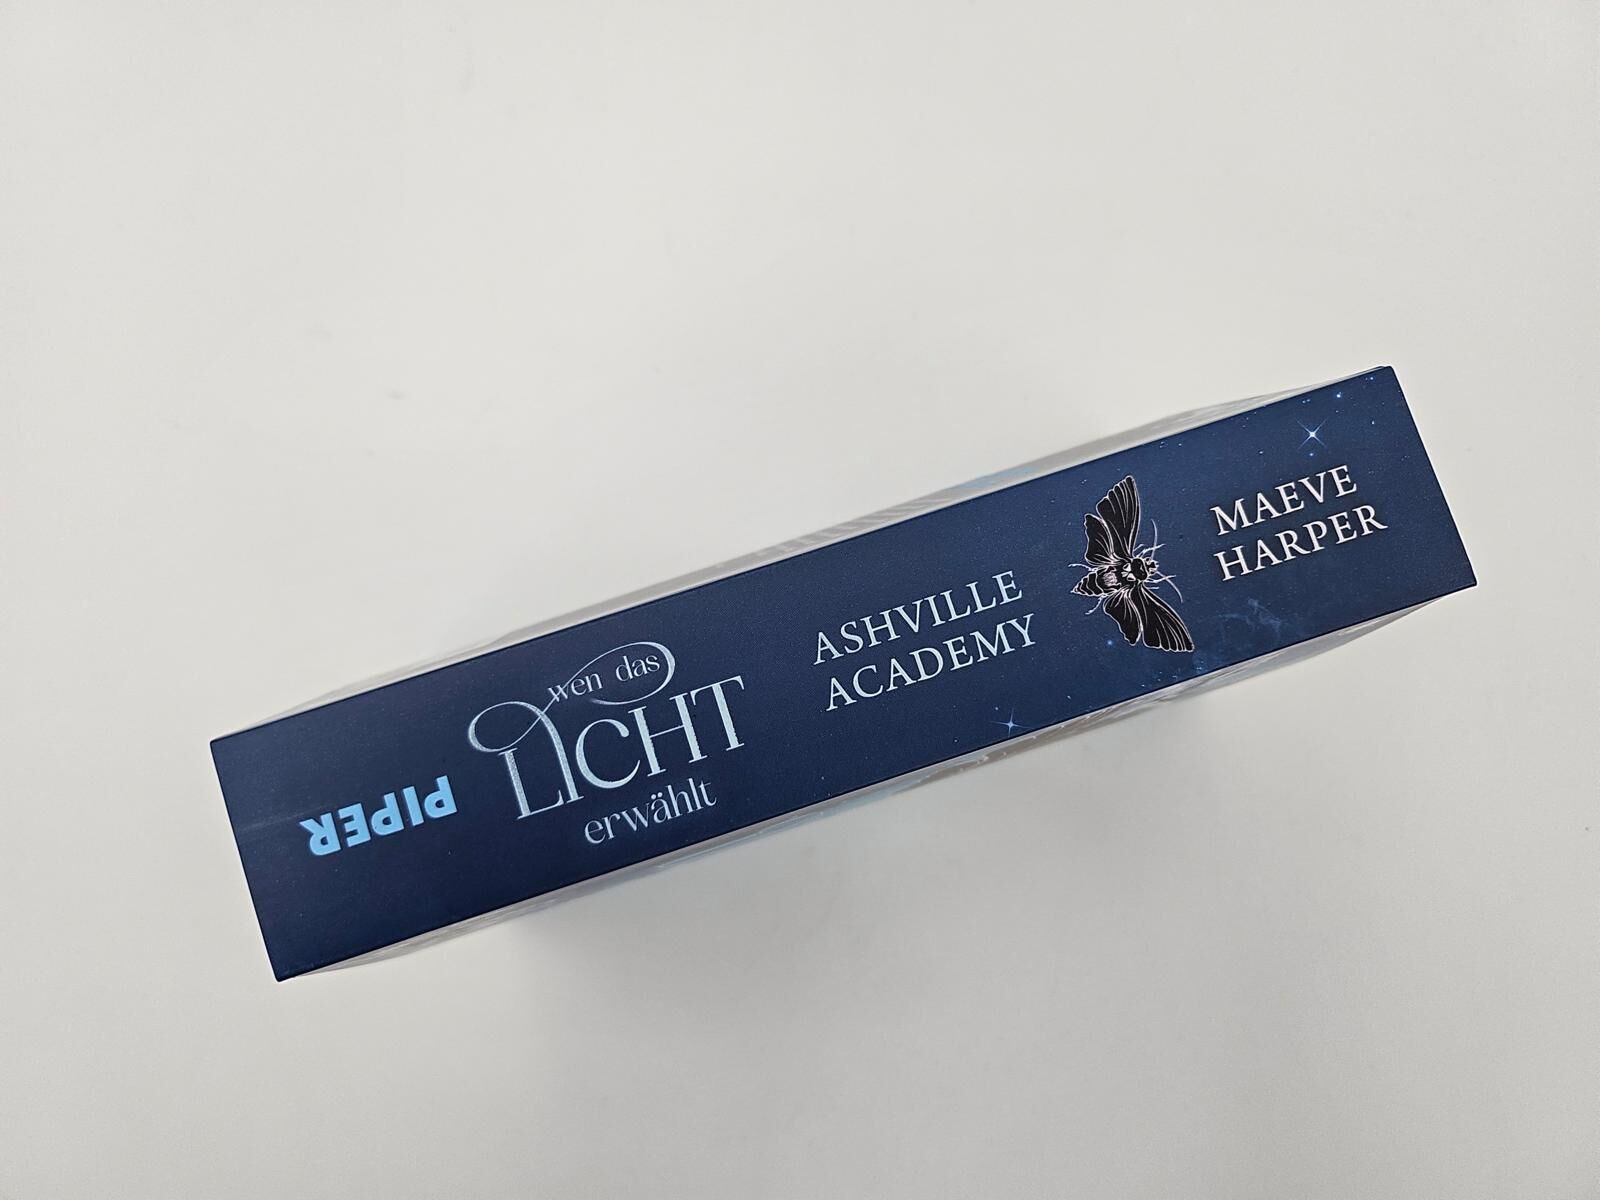 PIPER
wen das
LICHT
erwählt
ASHVILLE
ACADEMY
MAEVE
HARPER